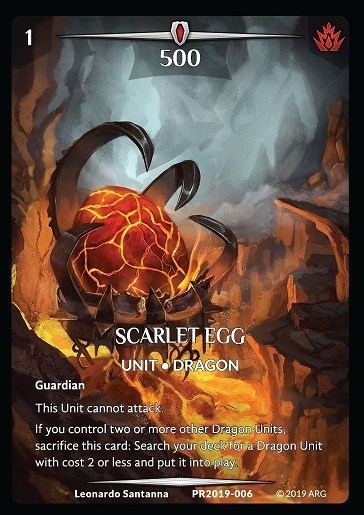 1
500
SCARLET EGG
UNIT • DRAGON
Guardian
This Unit cannot attack.
If you control two or more other Dragon Units,
sacrifice this card: Search your deck for a Dragon Unit
with cost 2 or less and put it into play.
Leonardo Santanna PR2019-006 © 2019 ARG